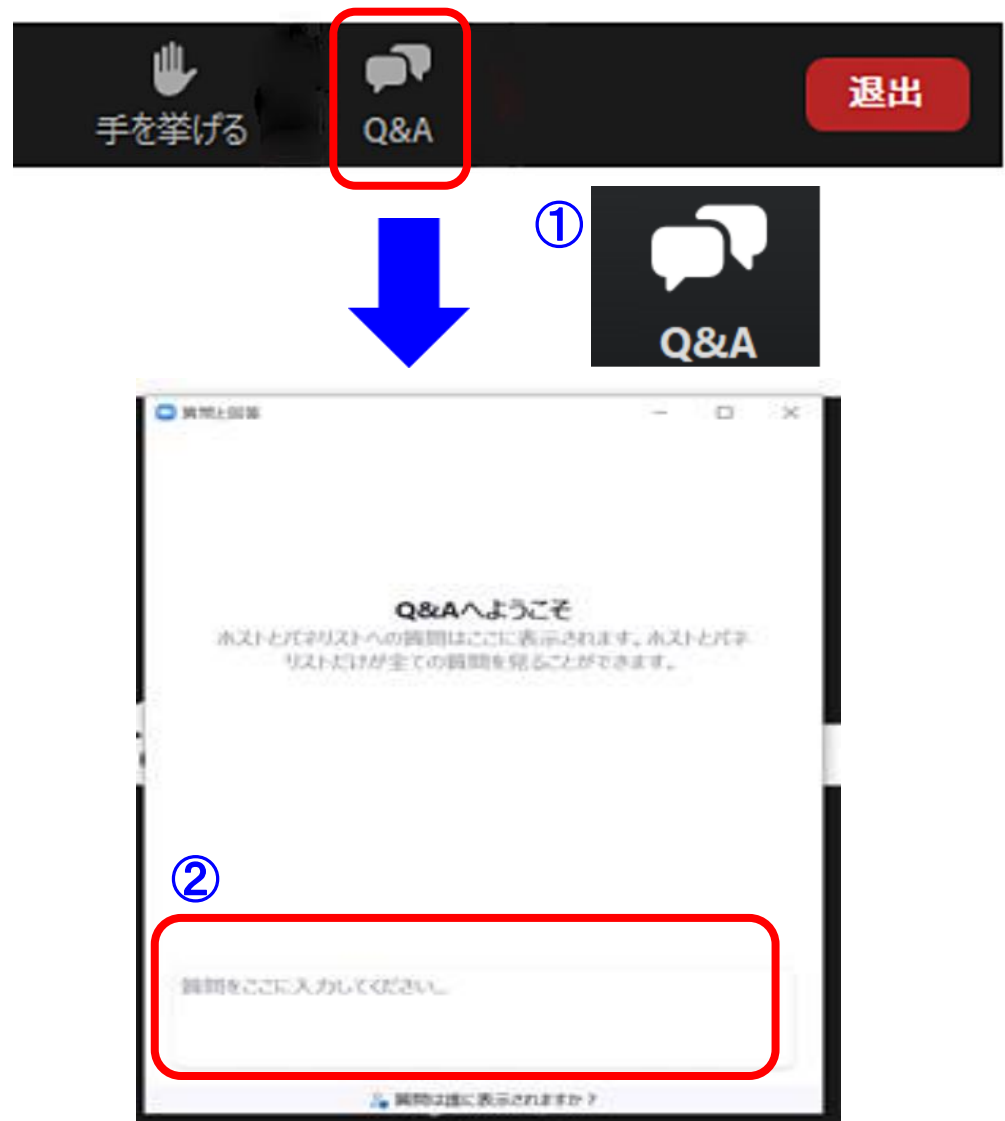 手を挙げる
Q&A
退出
①
Q&A
質問と回答
Q&Aへようこそ
ホストとパネリストへの質問はここに表示されます。ホストとパネ
リストだけが全ての質問を見ることができます。
②
質問をここに入力してください...
質問は誰に表示されますか？